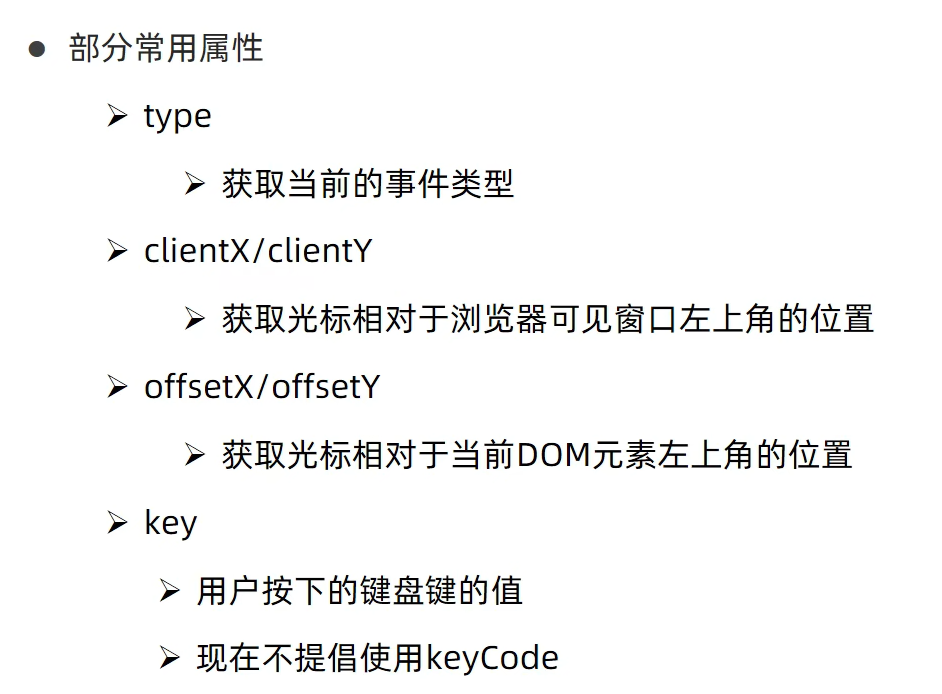 部分常用属性
type
获取当前的事件类型
clientX/clientY
获取光标相对于浏览器可见窗口左上角的位置
offsetX/offsetY
获取光标相对于当前DOM元素左上角的位置
key
用户按下的键盘键的值
现在不提倡使用keyCode